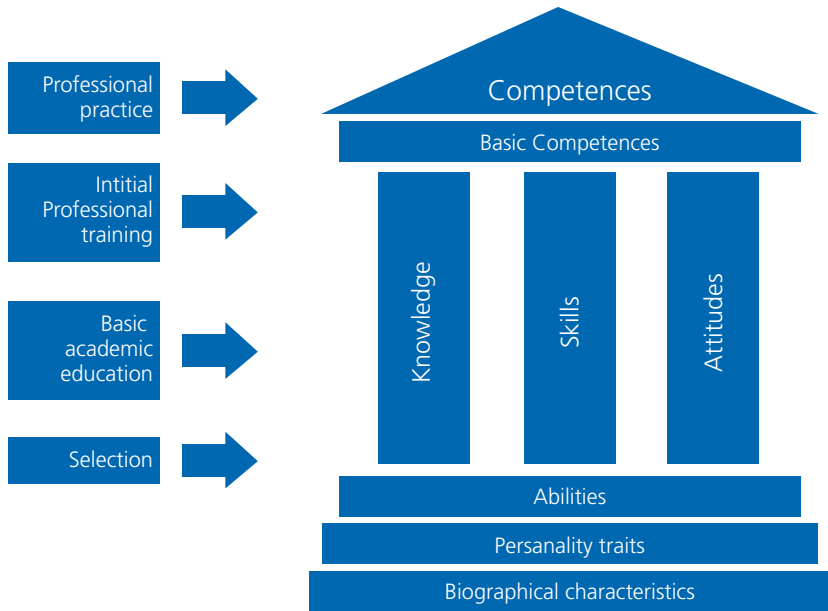 Professional
practice
Intitial
Professional
training
Basic
academic
education
Selection
Competences
Basic Competences
Knowledge
Skills
Attitudes
Abilities
Persanality traits
Biographical characteristics